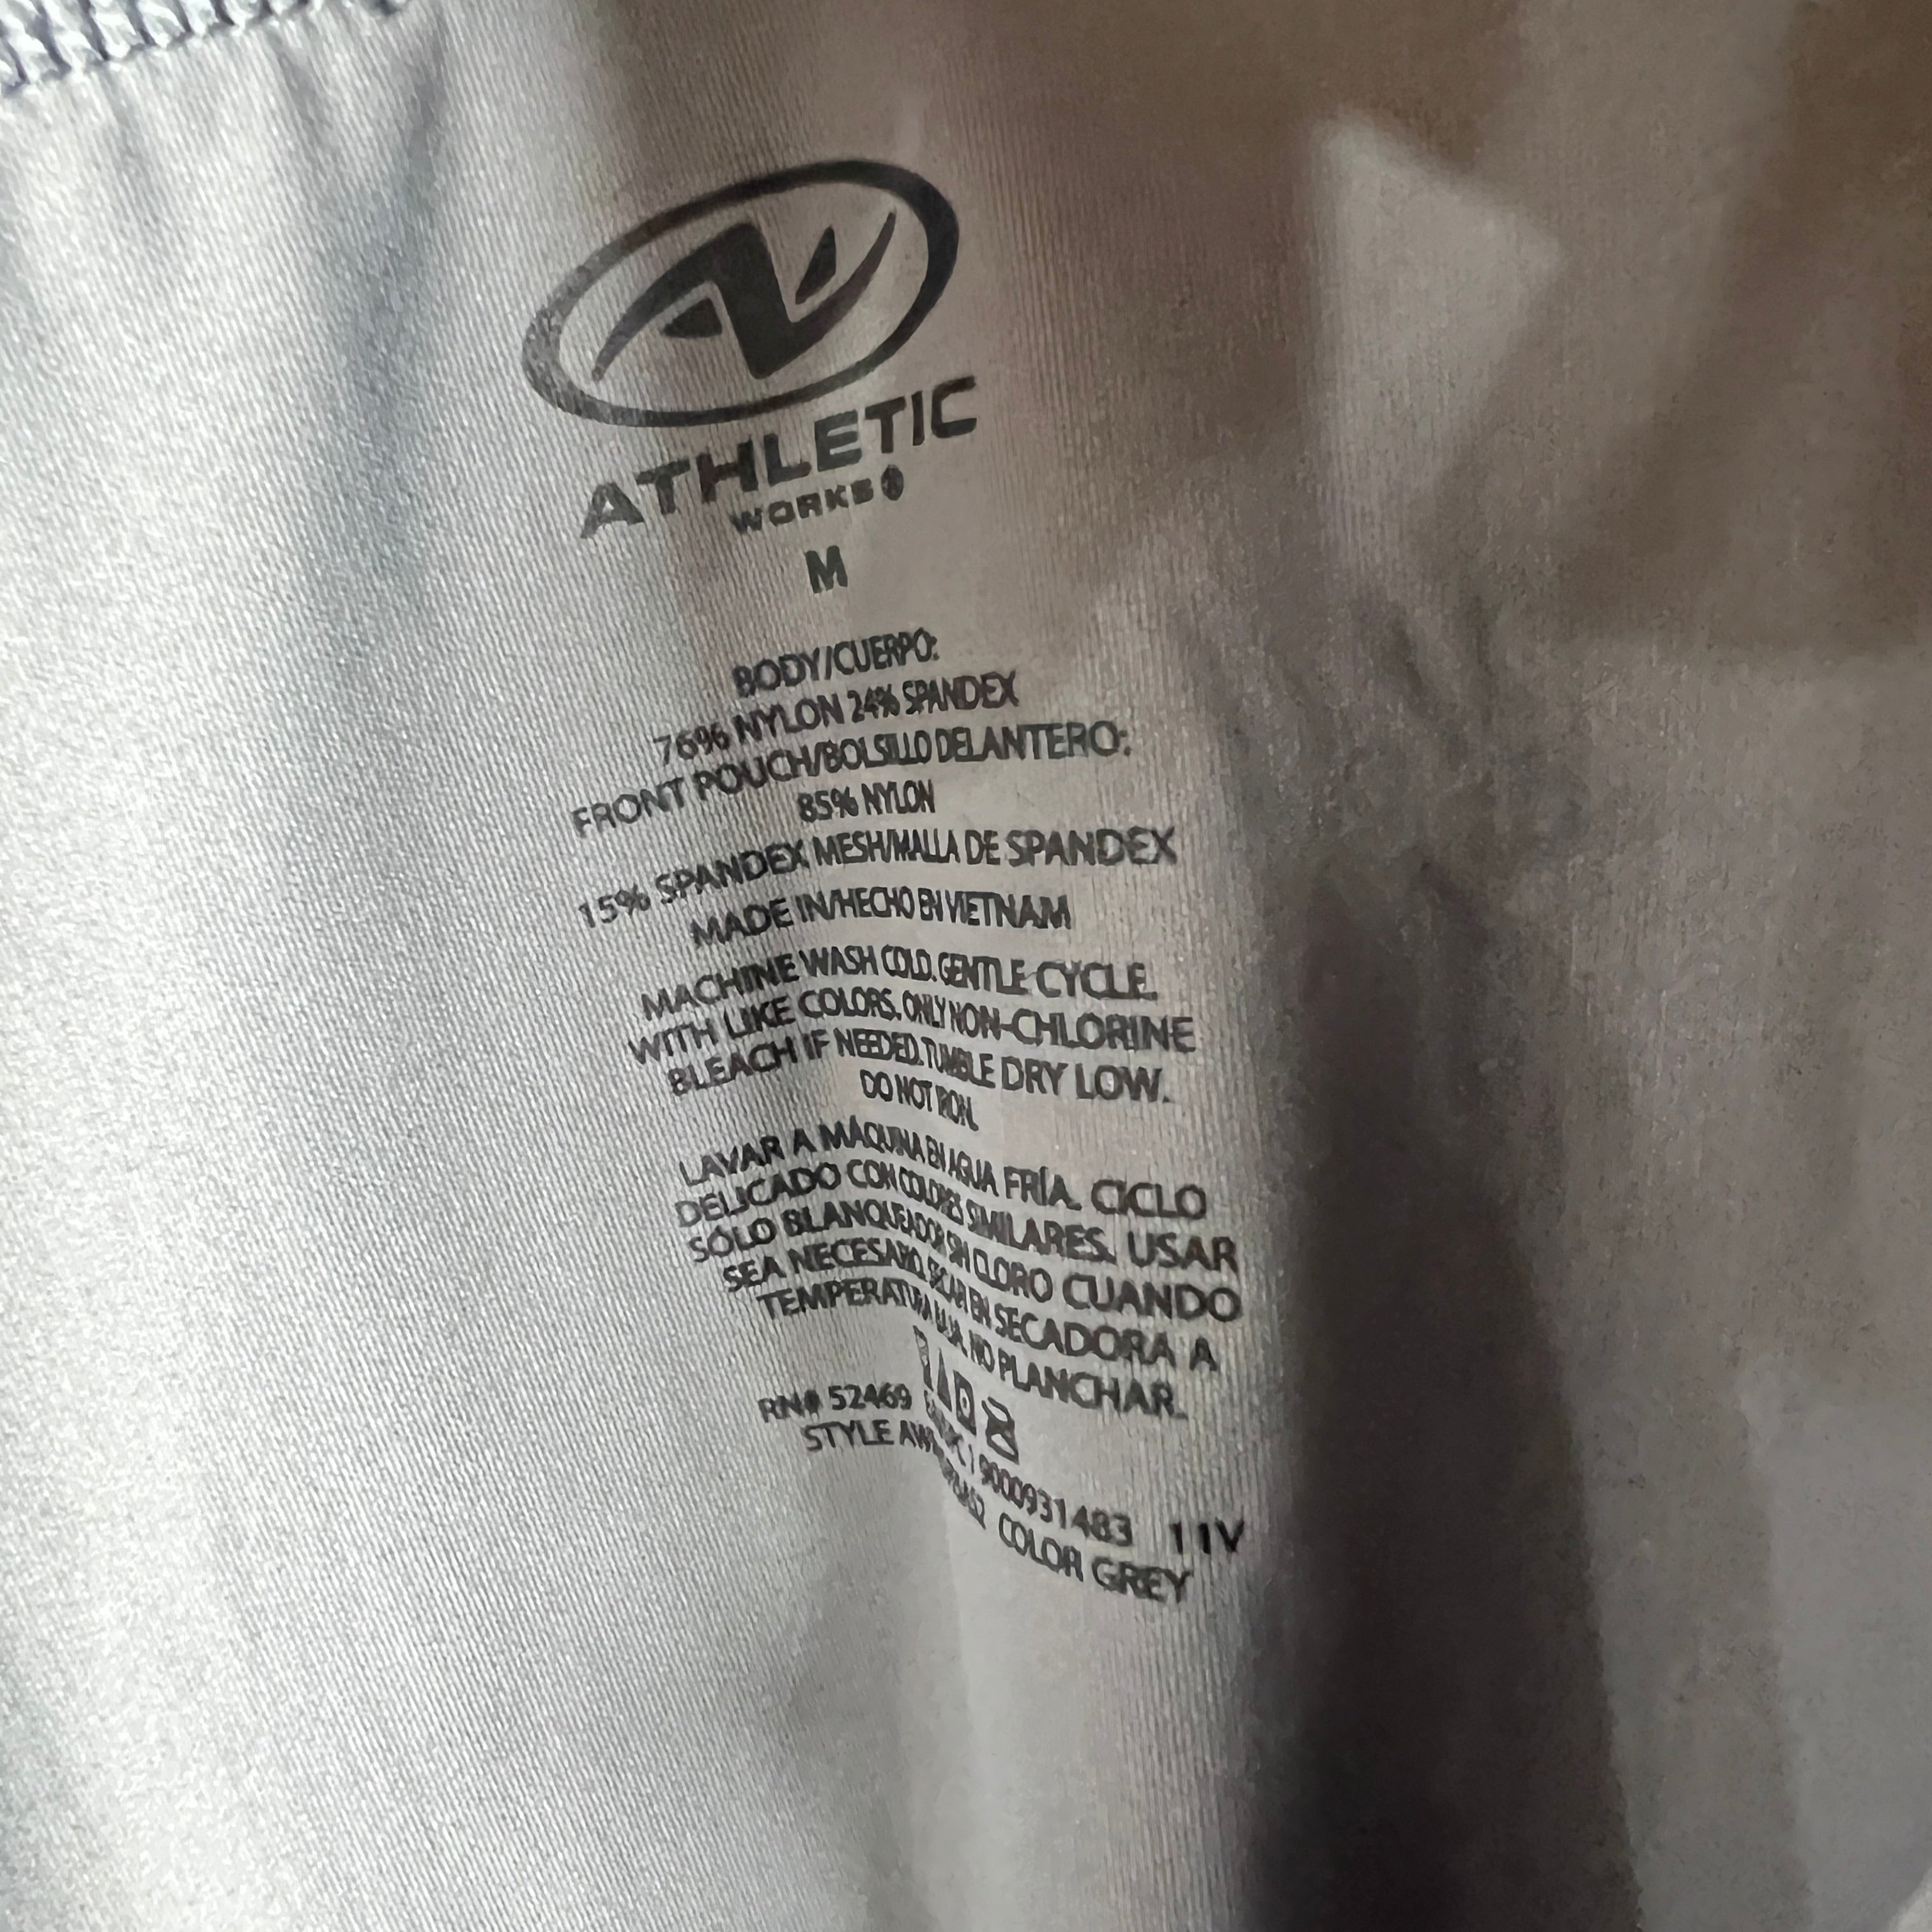 ATHLETIC
WORKS®
M
BODY/CUERPO:
76% NYLON 24% SPANDEX
FRONT POUCH/BOLSILLO DELANTERO:
85% NYLON
15% SPANDEX MESH/MALLA DE SPANDEX
MADE IN/HECHO EN VIETNAM
MACHINE WASH COLD. GENTLE CYCLE.
WITH LIKE COLORS. ONLY NON-CHLORINE
BLEACH IF NEEDED. TUMBLE DRY LOW.
DO NOT IRON.
LAVAR A MÁQUINA EN AGUA FRÍA. CICLO
DELICADO CON COLORES SIMILARES. USAR
SÓLO BLANQUEADOR SIN CLORO CUANDO
SEA NECESARIO. SECAR EN SECADORA A
TEMPERATURA BAJA. NO PLANCHAR.
RN# 52469 9000931483 11V
STYLE COLOR GREY